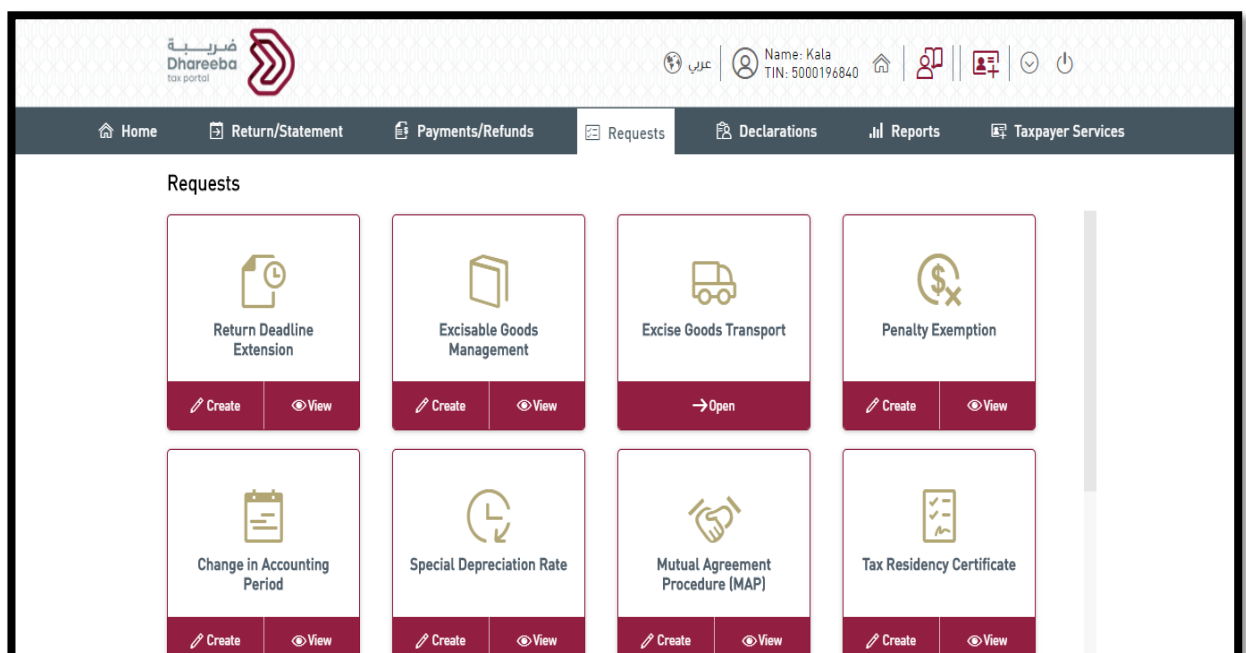 ضريبة
Dhareeba
tax portal
عربي
Name: Kala
TIN: 5000196840
Home
Return/Statement
Payments/Refunds
Requests
Declarations
Reports
Taxpayer Services
Requests
Return Deadline
Extension
Create
View
Excisable Goods
Management
Create
View
Excise Goods Transport
Open
Penalty Exemption
Create
View
Change in Accounting
Period
Create
View
Special Depreciation Rate
Create
View
Mutual Agreement
Procedure (MAP)
Create
View
Tax Residency Certificate
Create
View